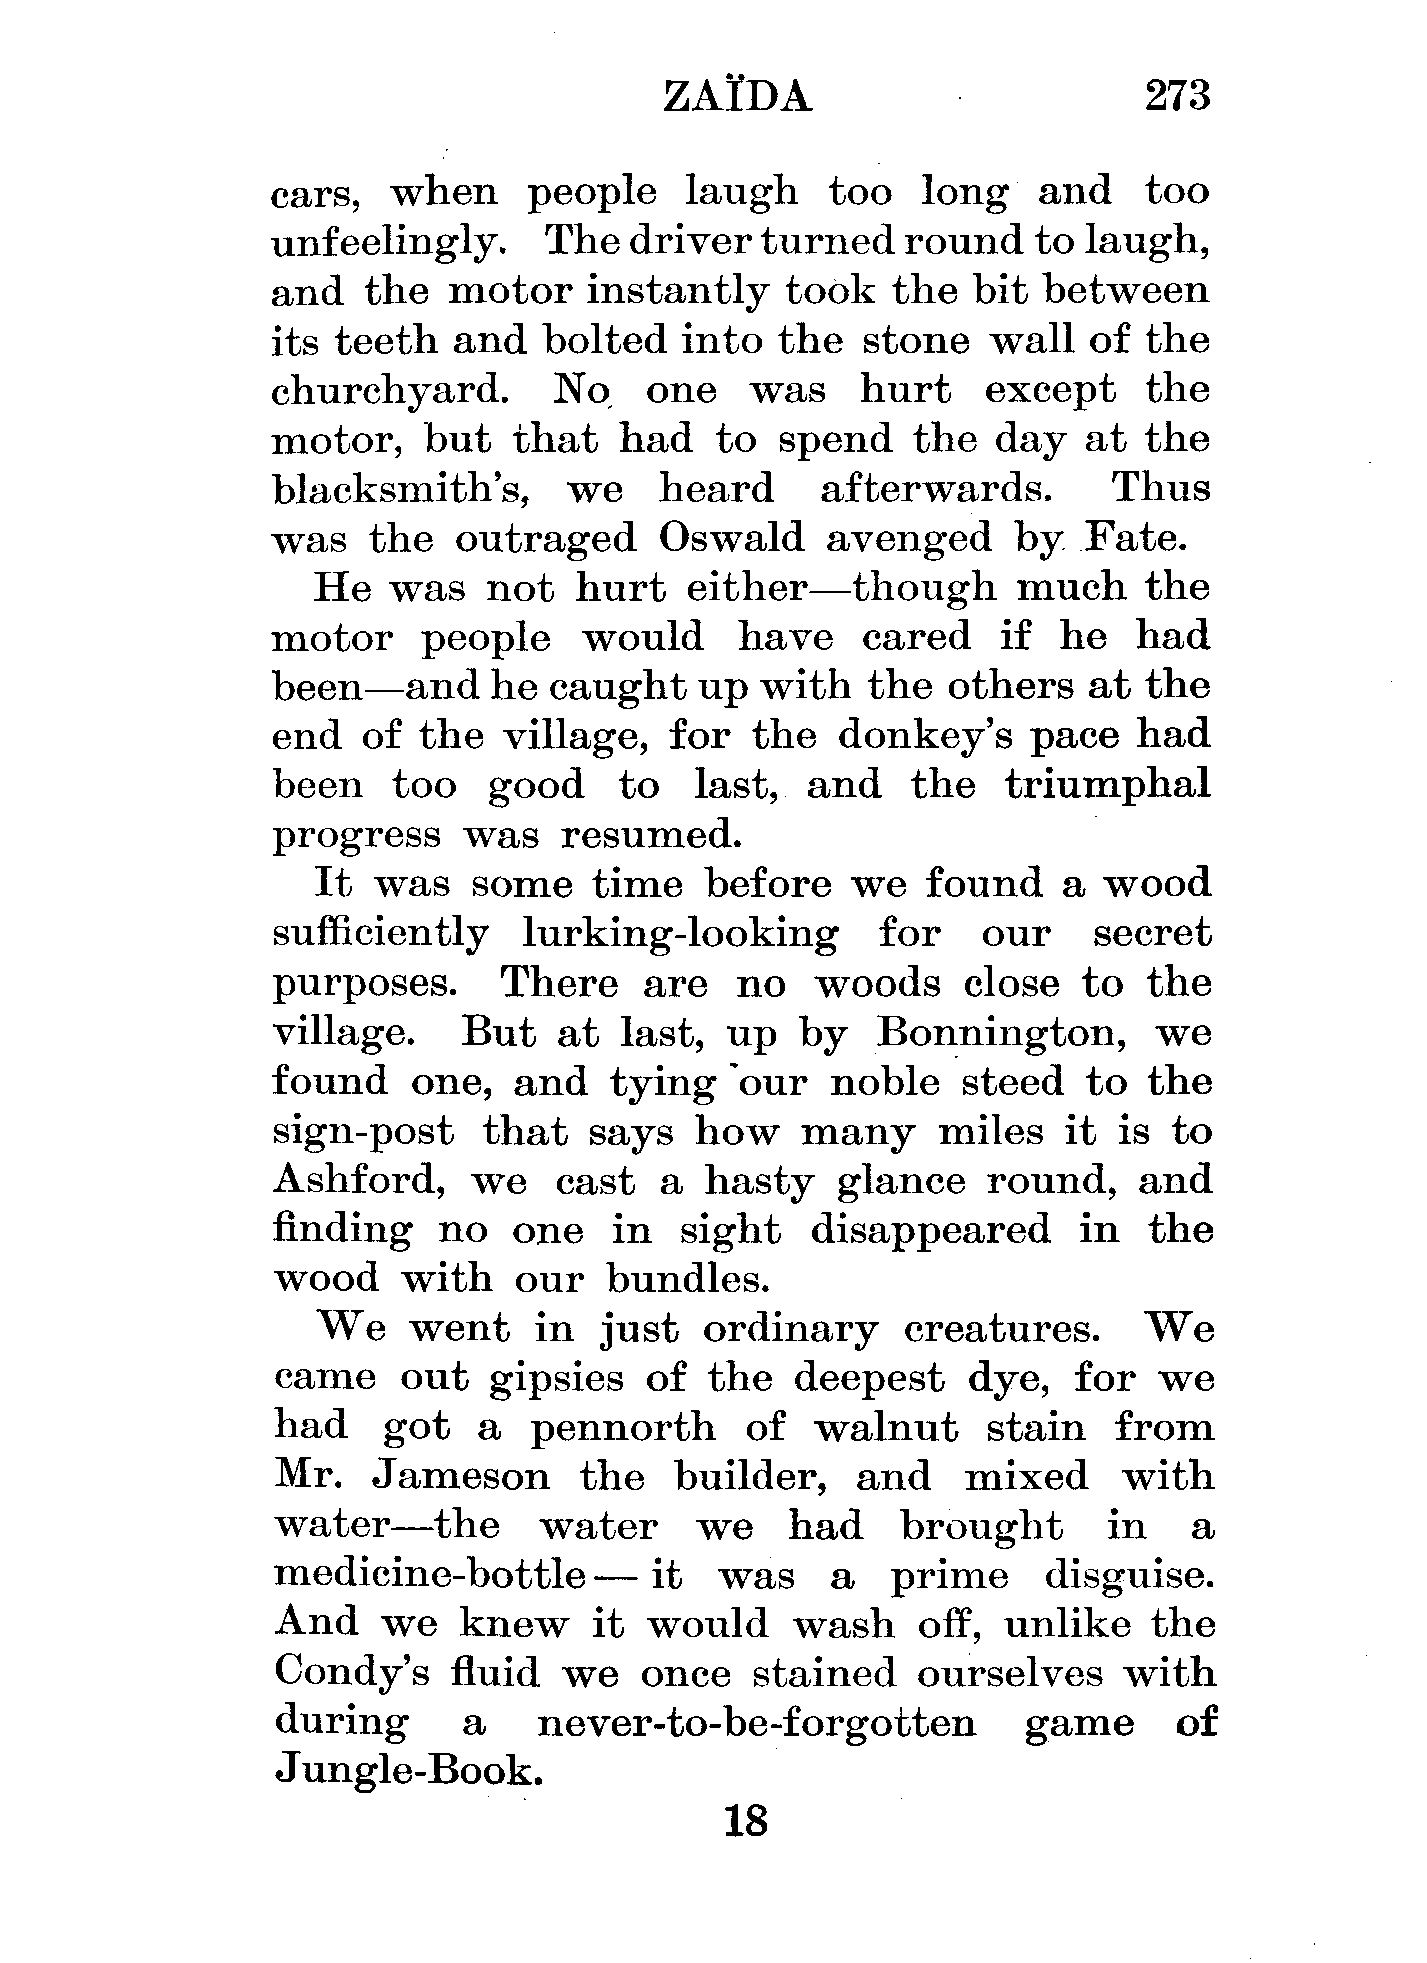 ZAÏDA 273
cars, when people laugh too long and too
unfeelingly. The driver turned round to laugh,
and the motor instantly took the bit between
its teeth and bolted into the stone wall of the
churchyard. No one was hurt except the
motor, but that had to spend the day at the
blacksmith's, we heard afterwards. Thus
was the outraged Oswald avenged by Fate.
He was not hurt either—though much the
motor people would have cared if he had
been—and he caught up with the others at the
end of the village, for the donkey's pace had
been too good to last, and the triumphal
progress was resumed.
It was some time before we found a wood
sufficiently lurking-looking for our secret
purposes. There are no woods close to the
village. But at last, up by Bonnington, we
found one, and tying our noble steed to the
sign-post that says how many miles it is to
Ashford, we cast a hasty glance round, and
finding no one in sight disappeared in the
wood with our bundles.
We went in just ordinary creatures. We
came out gipsies of the deepest dye, for we
had got a pennorth of walnut stain from
Mr. Jameson the builder, and mixed with
water—the water we had brought in a
medicine-bottle—it was a prime disguise.
And we knew it would wash off, unlike the
Condy's fluid we once stained ourselves with
during a never-to-be-forgotten game of
Jungle-Book.
18